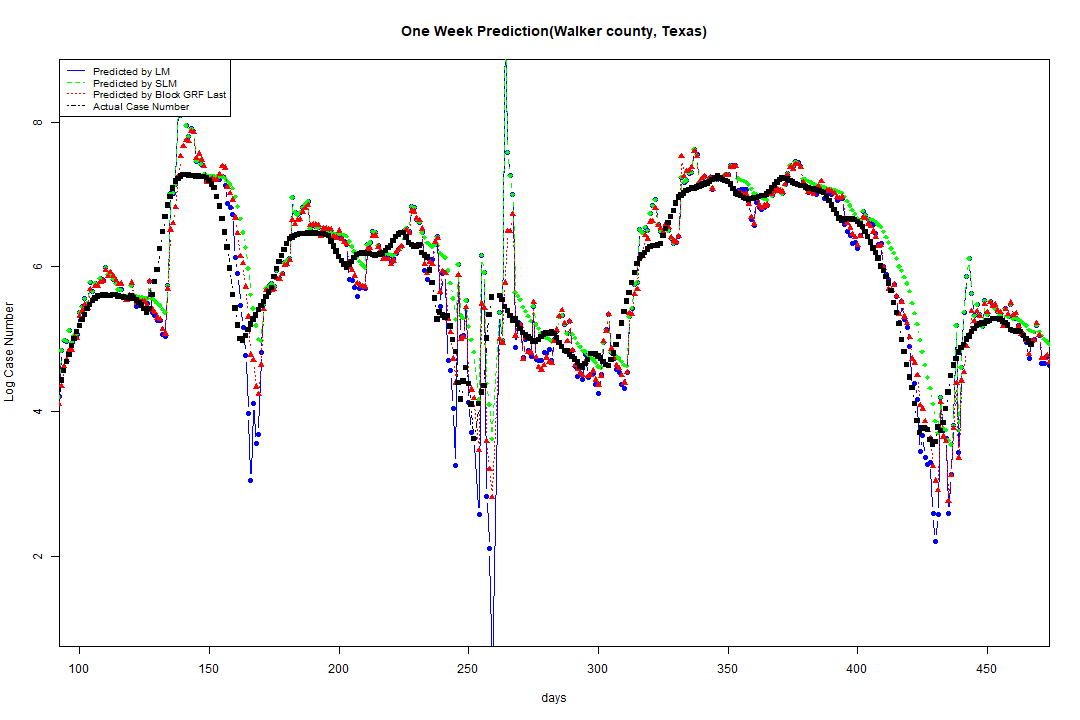 One Week Prediction(Walker county, Texas)
Predicted by LM
Predicted by SLM
Predicted by Block GRF Last
Actual Case Number
8
6
4
2
Log Case Number
100 150 200 250 300 350 400 450
days